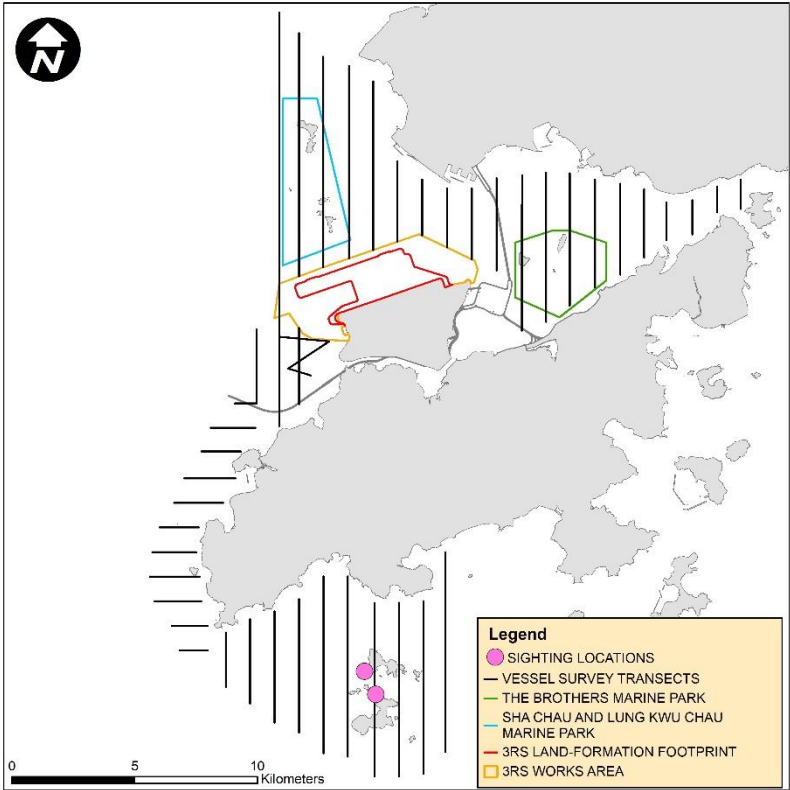 N
Legend
SIGHTING LOCATIONS
VESSEL SURVEY TRANSECTS
THE BROTHERS MARINE PARK
SHA CHAU AND LUNG KWU CHAU
MARINE PARK
3RS LAND-FORMATION FOOTPRINT
3RS WORKS AREA
0 5 10
Kilometers